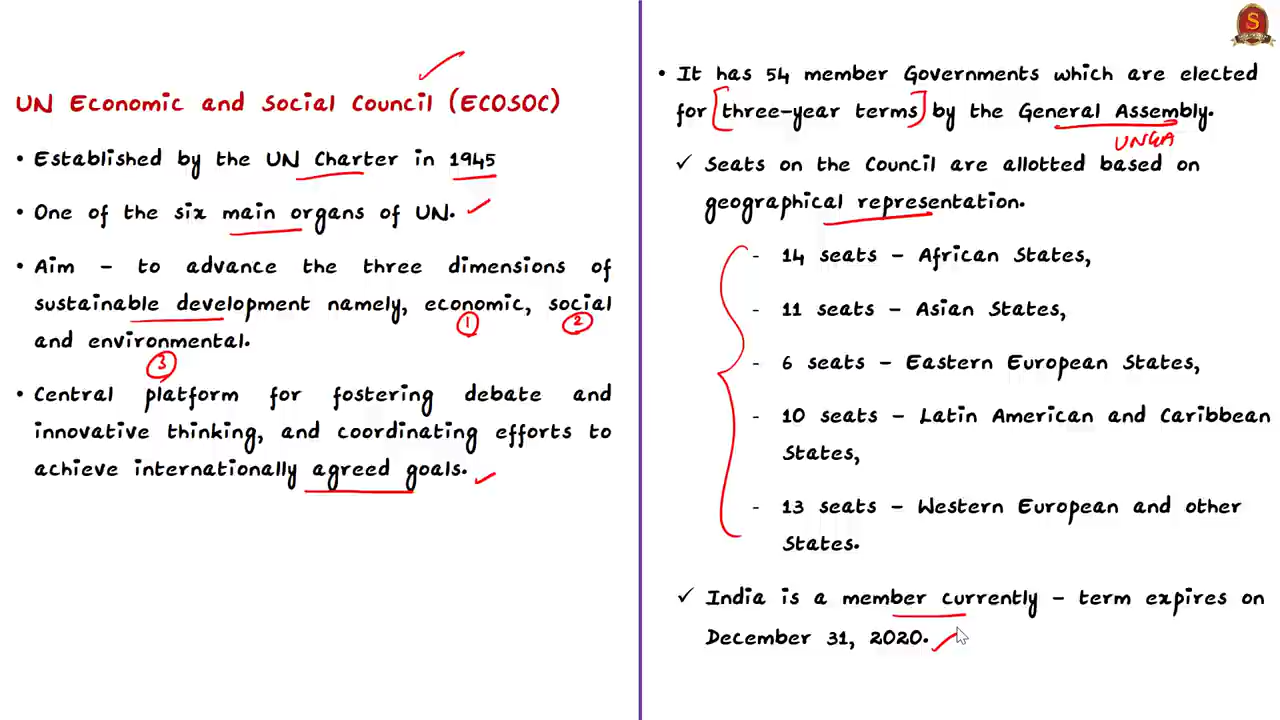 UN Economic and Social Council (ECOSOC)
• Established by the UN Charter in 1945
• One of the six main organs of UN.
• Aim - to advance the three dimensions of
sustainable development namely, economic, social
1 2
and environmental.
3
• Central platform for fostering debate and
innovative thinking, and coordinating efforts to
achieve internationally agreed goals.
S
• It has 54 member Governments which are elected
for [three-year terms] by the General Assembly.
UNGA
✓ Seats on the Council are allotted based on
geographical representation.
- 14 seats - African States,
- 11 seats - Asian States,
- 6 seats - Eastern European States,
- 10 seats - Latin American and Caribbean
States,
- 13 seats - Western European and other
States.
✓ India is a member currently - term expires on
December 31, 2020.